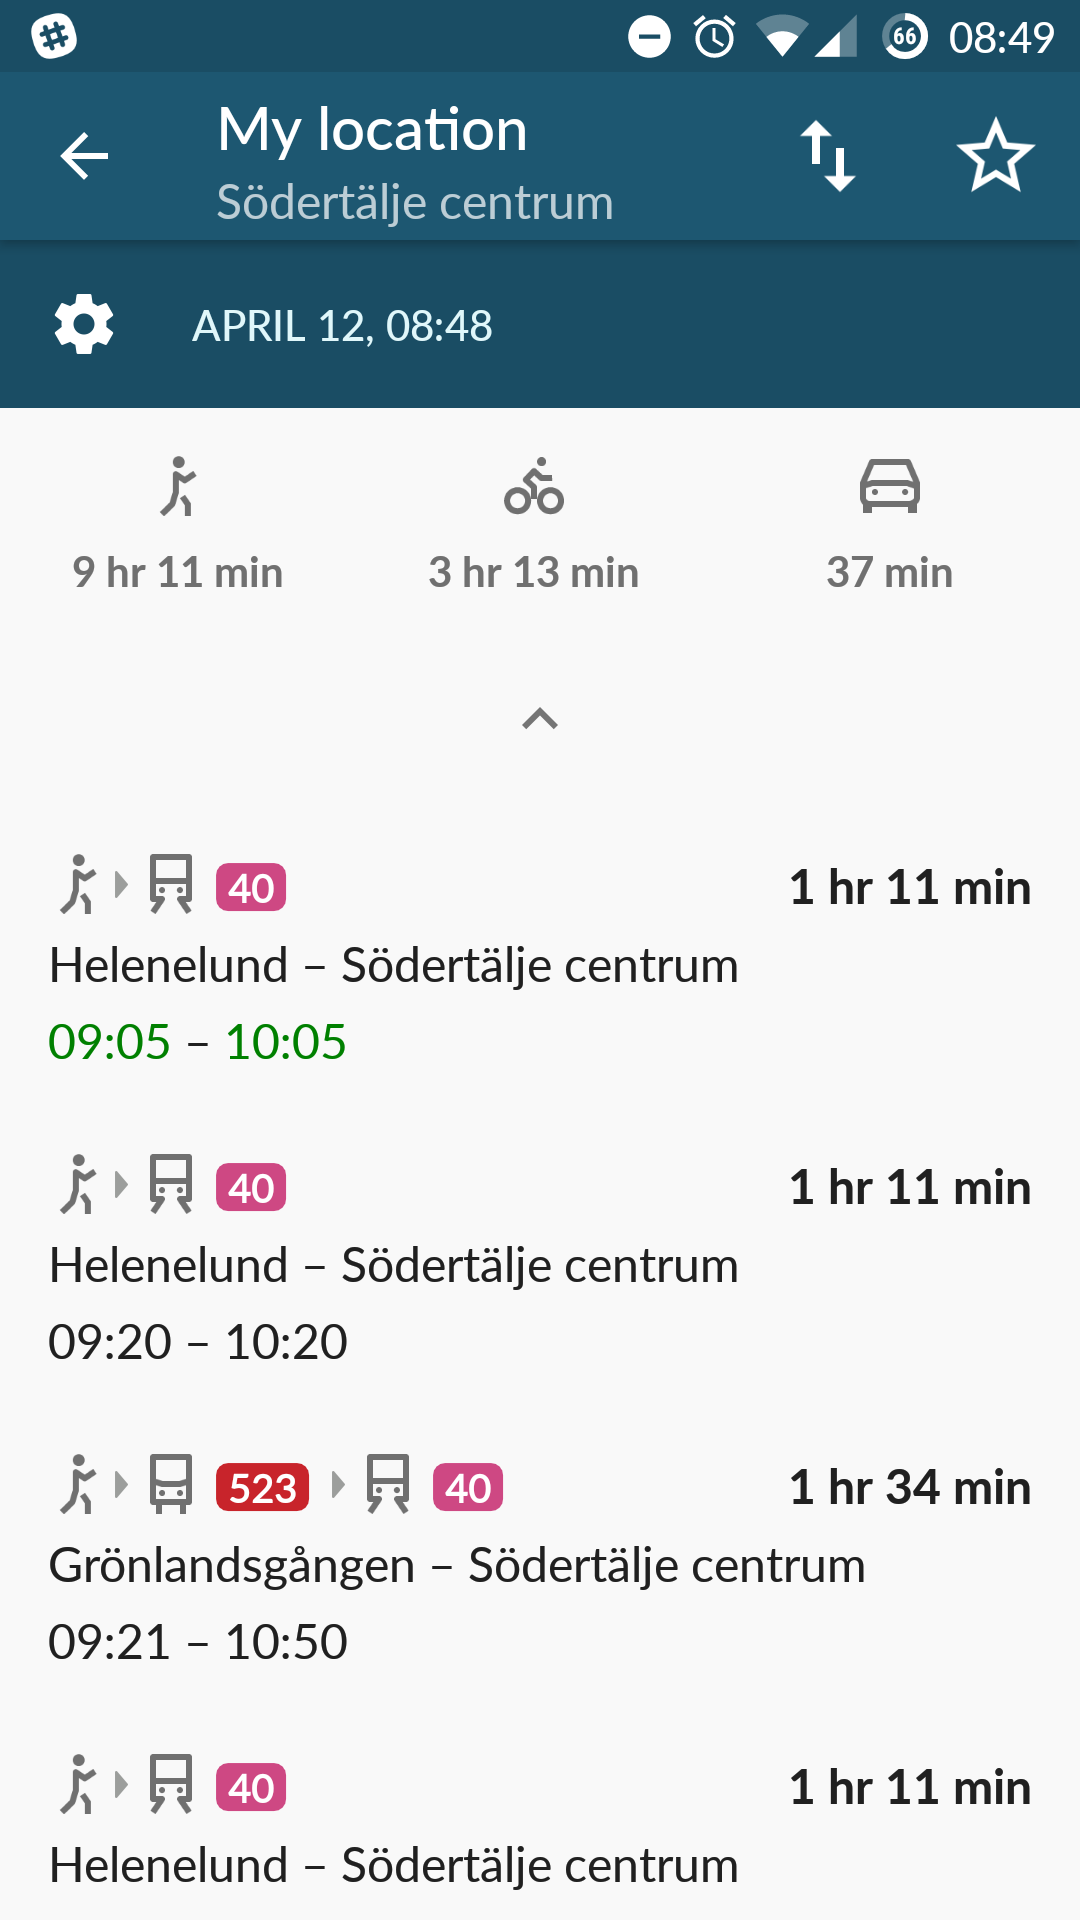 66 08:49
My location
Södertälje centrum
APRIL 12, 08:48
9 hr 11 min 3 hr 13 min 37 min
40 1 hr 11 min
Helenelund – Södertälje centrum
09:05 – 10:05
40 1 hr 11 min
Helenelund – Södertälje centrum
09:20 – 10:20
523 40 1 hr 34 min
Grönlandsgången – Södertälje centrum
09:21 – 10:50
40 1 hr 11 min
Helenelund – Södertälje centrum